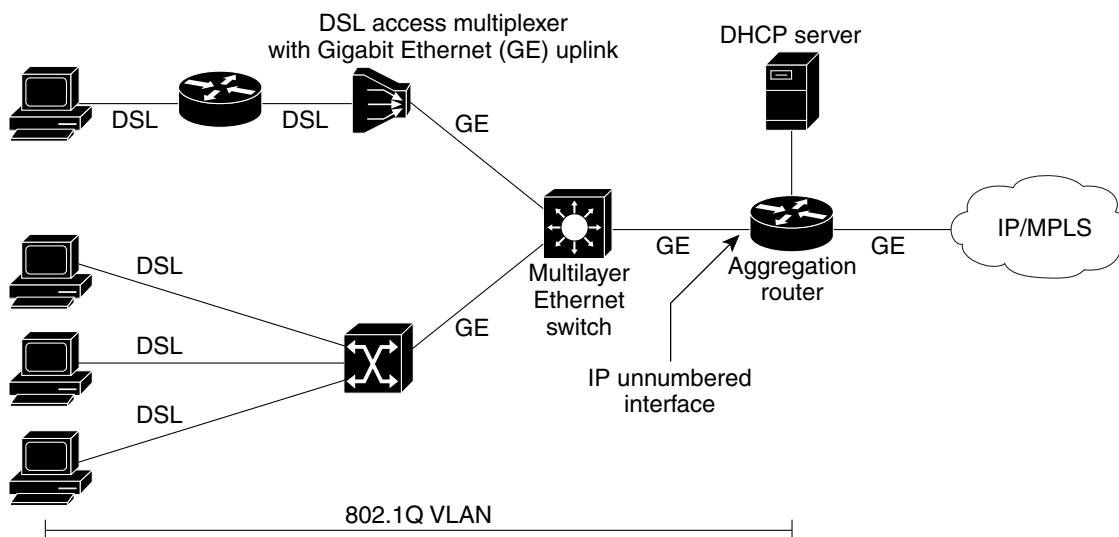 DSL access multiplexer
with Gigabit Ethernet (GE) uplink
DHCP server
DSL
DSL
GE
IP/MPLS
GE
GE
Multilayer
Ethernet
switch
Aggregation
router
DSL
GE
DSL
IP unnumbered
interface
DSL
802.1Q VLAN